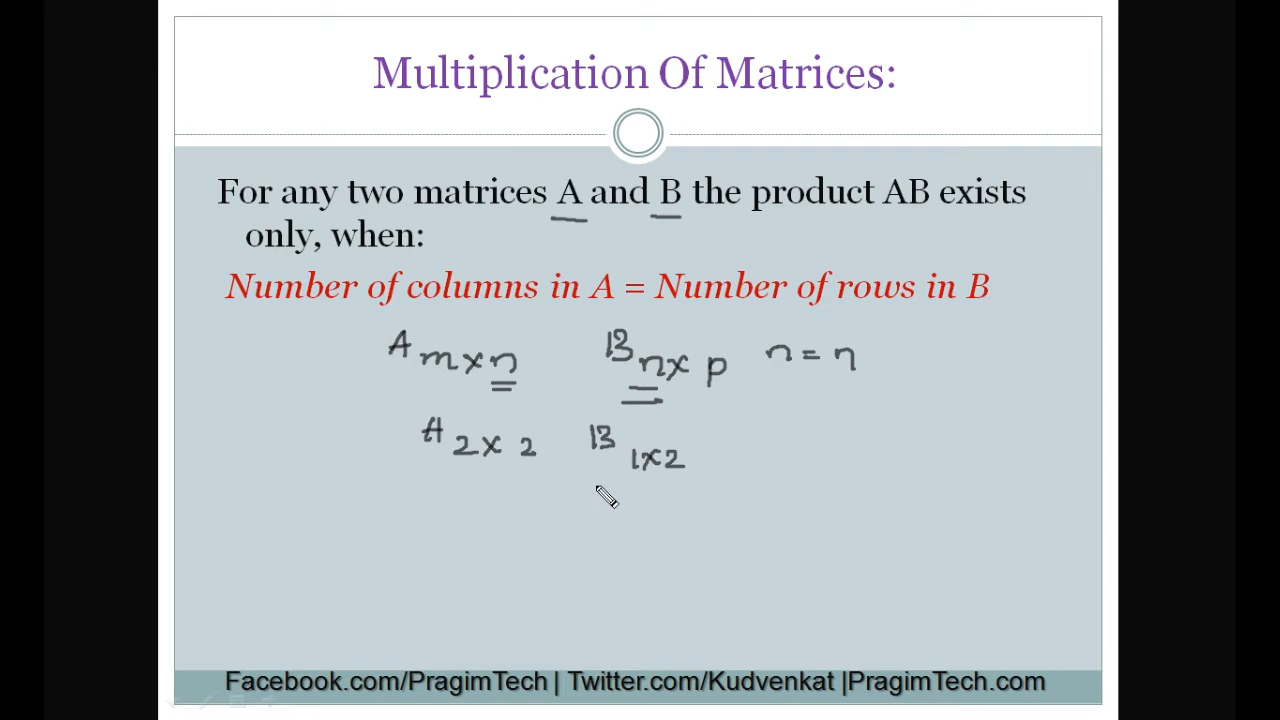 Multiplication Of Matrices:
For any two matrices A and B the product AB exists
only, when:
Number of columns in A = Number of rows in B
A m×n B n×p n = n
A 2×2 B 1×2
Facebook.com/PragimTech | Twitter.com/Kudvenkat |PragimTech.com